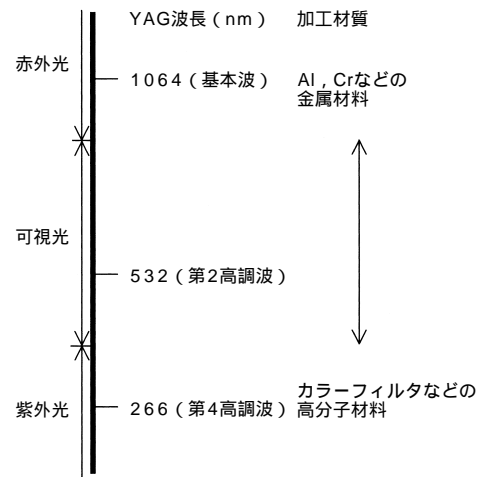 YAG波長（nm） 加工材質
赤外光
1064（基本波） Al，Crなどの
金属材料
可視光
532（第2高調波）
紫外光
266（第4高調波） カラーフィルタなどの
高分子材料